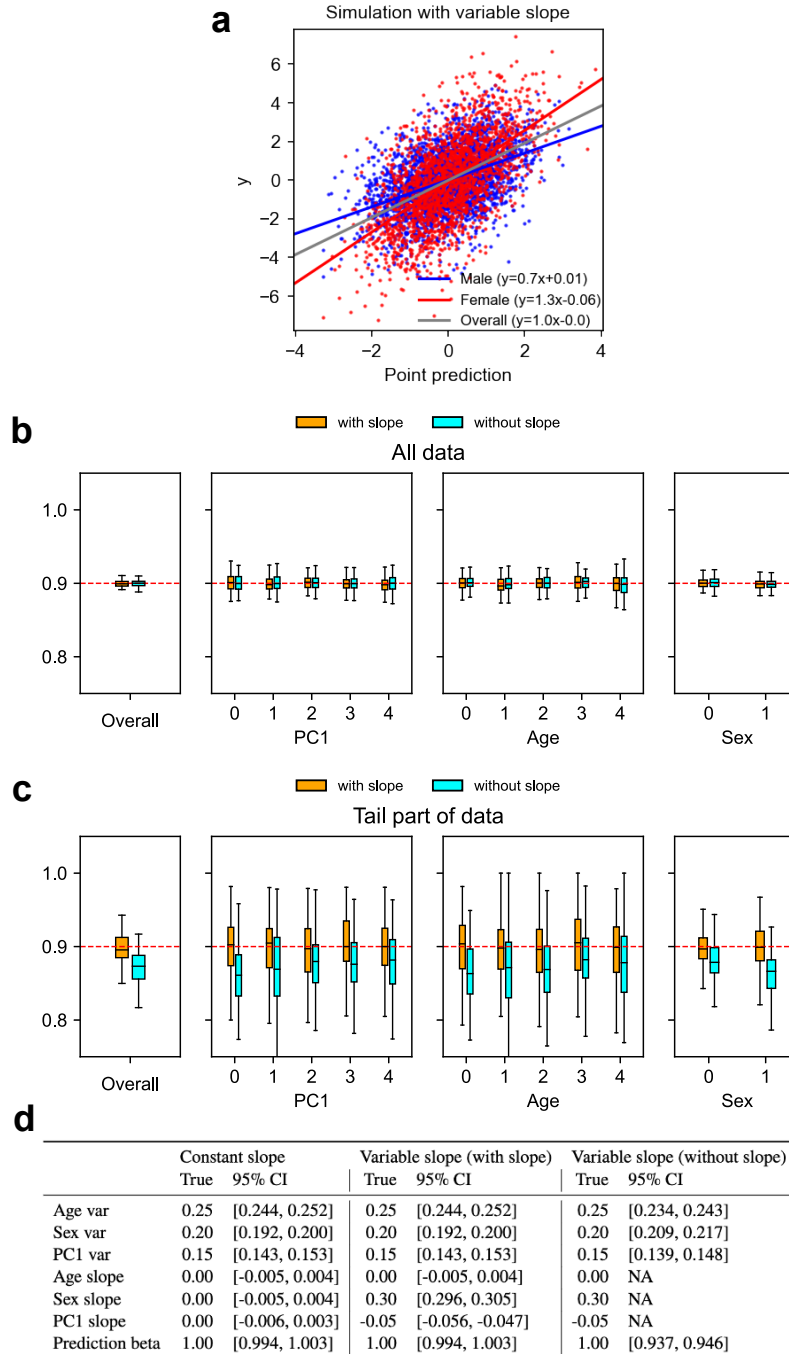 a
Simulation with variable slope
6
4
2
0
−2
−4
−6
y
Male (y=0.7x+0.01)
Female (y=1.3x-0.06)
Overall (y=1.0x-0.0)
−4 −2 0 2 4
Point prediction
b
with slope without slope
All data
1.0
0.9
0.8
0 1 2 3 4 0 1 2 3 4 0 1
Overall PC1 Age Sex
c
with slope without slope
Tail part of data
1.0
0.9
0.8
0 1 2 3 4 0 1 2 3 4 0 1
Overall PC1 Age Sex
d
Constant slope Variable slope (with slope) Variable slope (without slope)
True 95% CI True 95% CI True 95% CI
Age var 0.25 [0.244, 0.252] 0.25 [0.244, 0.252] 0.25 [0.234, 0.243]
Sex var 0.20 [0.192, 0.200] 0.20 [0.192, 0.200] 0.20 [0.209, 0.217]
PC1 var 0.15 [0.143, 0.153] 0.15 [0.143, 0.153] 0.15 [0.139, 0.148]
Age slope 0.00 [-0.005, 0.004] 0.00 [-0.005, 0.004] 0.00 NA
Sex slope 0.00 [-0.005, 0.004] 0.30 [0.296, 0.305] 0.30 NA
PC1 slope 0.00 [-0.006, 0.003] -0.05 [-0.056, -0.047] -0.05 NA
Prediction beta 1.00 [0.994, 1.003] 1.00 [0.994, 1.003] 1.00 [0.937, 0.946]